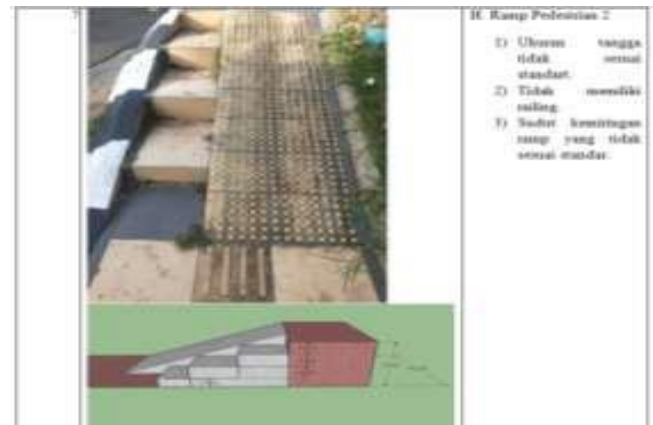 H. Ramp Pedestrian 2
1) Ukuran tangga
tidak sesuai
standart.
2) Tidak memiliki
railing.
3) Sudut kemiringan
ramp yang tidak
sesuai standar.